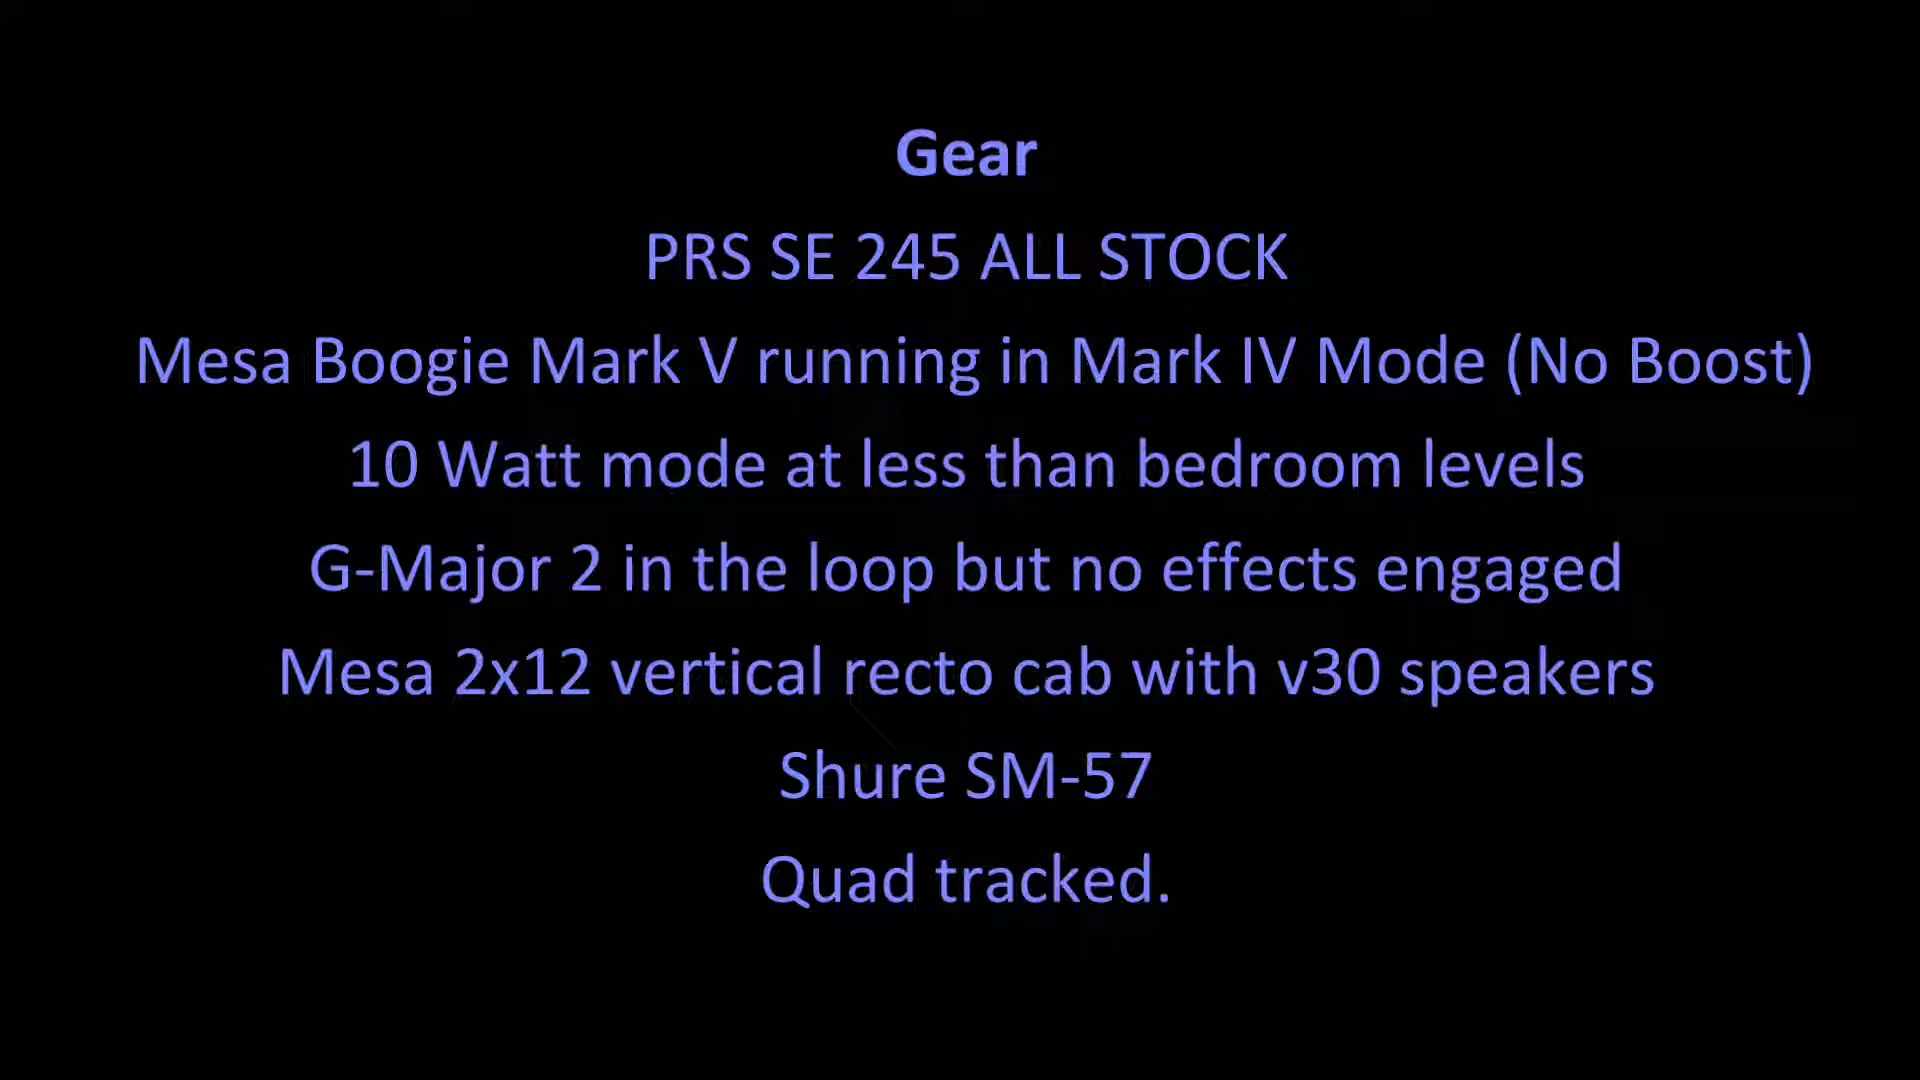 Gear
PRS SE 245 ALL STOCK
Mesa Boogie Mark V running in Mark IV Mode (No Boost)
10 Watt mode at less than bedroom levels
G-Major 2 in the loop but no effects engaged
Mesa 2x12 vertical recto cab with v30 speakers
Shure SM-57
Quad tracked.